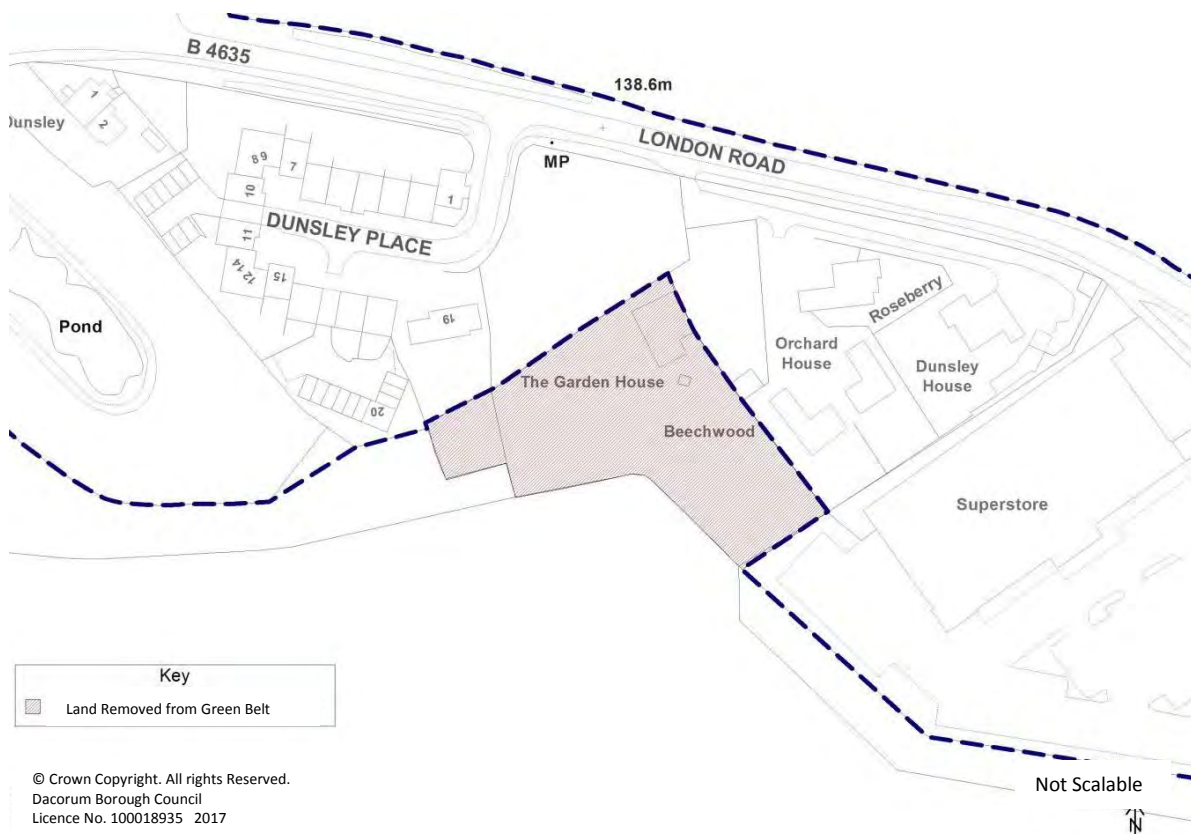 B 4635
138.6m
LONDON ROAD
MP
1
2
Dunsley
8 9
7
10
1
11
DUNSLEY PLACE
12 14
15
19
20
Pond
Roseberry
Orchard
House
Dunsley
House
The Garden House
Beechwood
Superstore
Key
Land Removed from Green Belt
© Crown Copyright. All rights Reserved.
Dacorum Borough Council
Licence No. 100018935 2017
Not Scalable
N